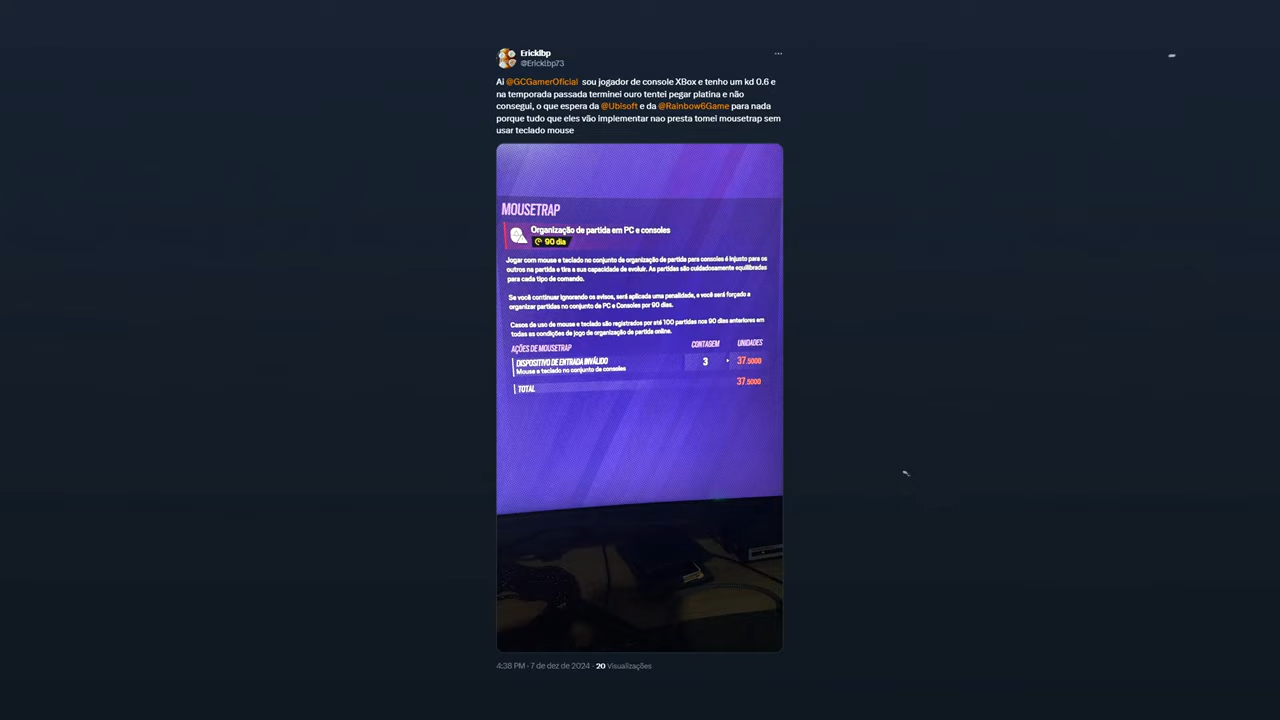 Ericklbp
@Ericklbp73
Ai @GCGamerOficial sou jogador de console XBox e tenho um kd 0.6 e
na temporada passada terminei ouro tentei pegar platina e não
consegui, o que espera da @Ubisoft e da @Rainbow6Game para nada
porque tudo que eles vão implementar nao presta tomei mousetrap sem
usar teclado mouse
MOUSETRAP
Organização de partida em PC e consoles
90 dia
Jogar com mouse e teclado no conjunto de organização de partida para consoles é injusto para os
outros na partida e tira a sua capacidade de evoluir. As partidas são cuidadosamente equilibradas
para cada tipo de comando.
Se você continuar ignorando os avisos, será aplicada uma penalidade, e você será forçado a
organizar partidas no conjunto de PC e Consoles por 90 dias.
Casos de uso de mouse e teclado são registrados por até 100 partidas nos 90 dias anteriores em
todas as condições de jogo de organização de partida online.
AÇÕES DE MOUSETRAP CONTAGEM UNIDADES
DISPOSITIVO DE ENTRADA INVÁLIDO 3 37.5000
Mouse e teclado no conjunto de consoles
TOTAL 37.5000
4:38 PM · 7 de dez de 2024 · 20 Visualizações